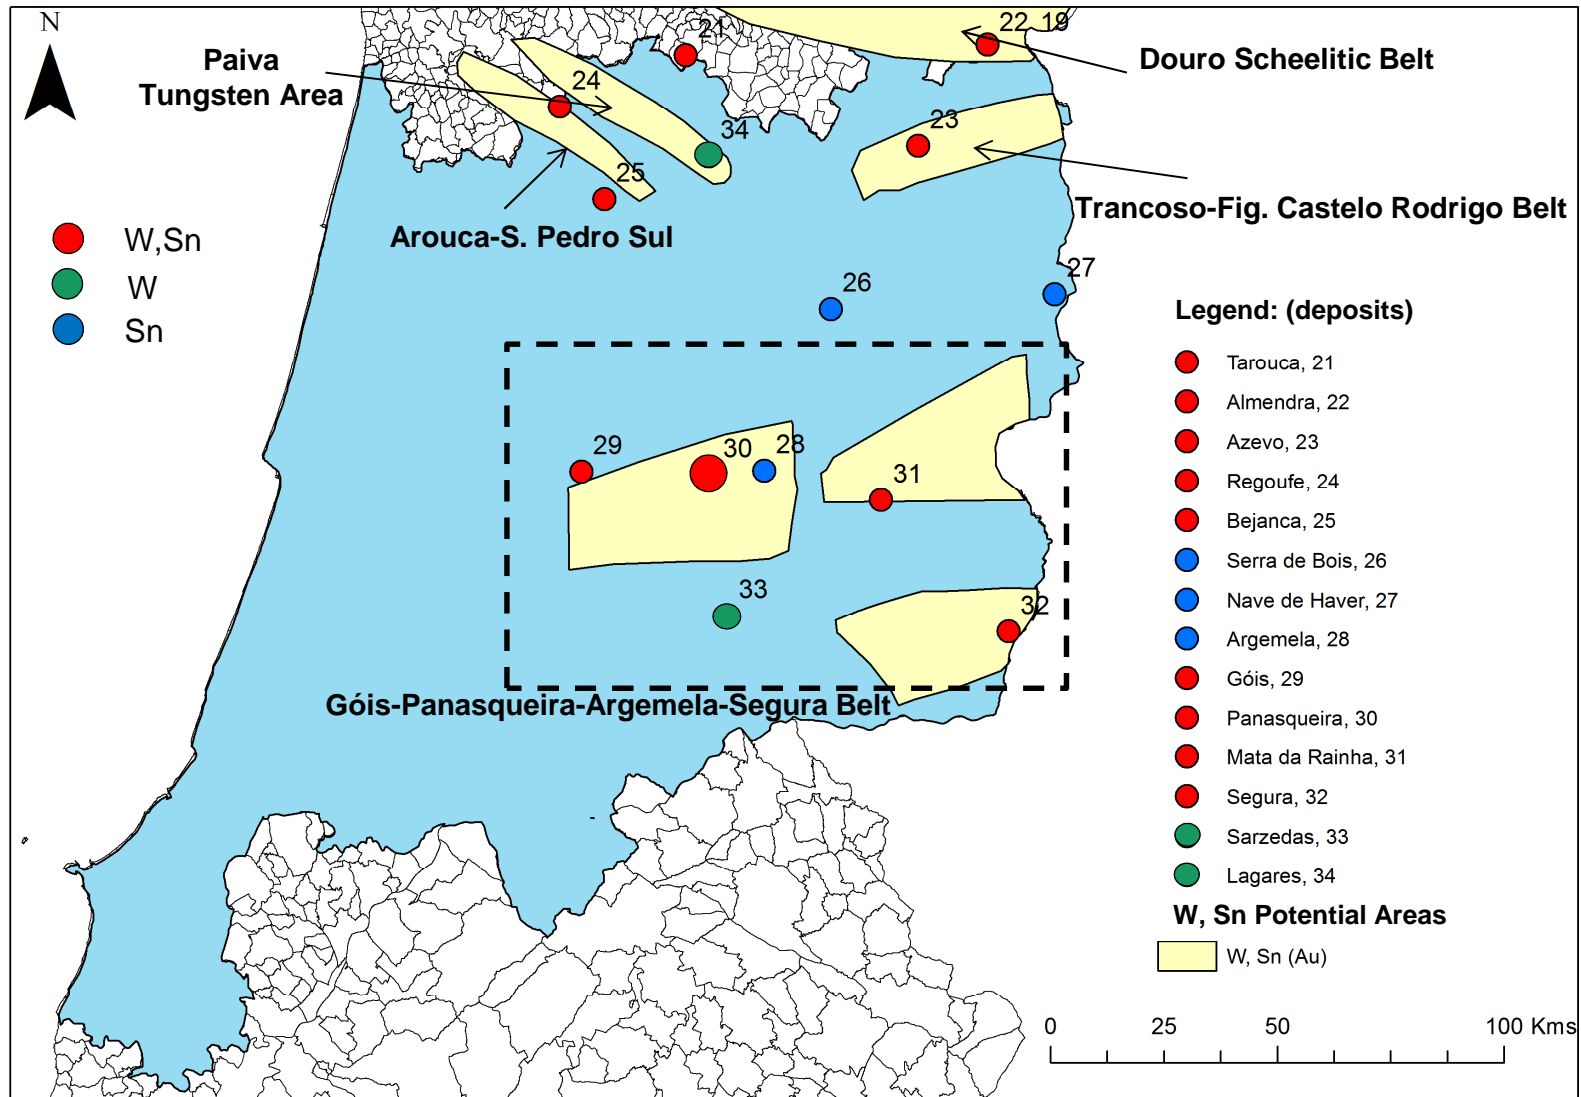 N
Paiva
Tungsten Area
21
22
19
Douro Scheelitic Belt
24
34
23
25
Arouca-S. Pedro Sul
Trancoso-Fig. Castelo Rodrigo Belt
W,Sn
W
Sn
26
27
29
30
28
31
33
32
Góis-Panasqueira-Argemela-Segura Belt
Legend: (deposits)
Tarouca, 21
Almendra, 22
Azevo, 23
Regoufe, 24
Bejanca, 25
Serra de Bois, 26
Nave de Haver, 27
Argemela, 28
Góis, 29
Panasqueira, 30
Mata da Rainha, 31
Segura, 32
Sarzedas, 33
Lagares, 34
W, Sn Potential Areas
W, Sn (Au)
0 25 50 100 Kms